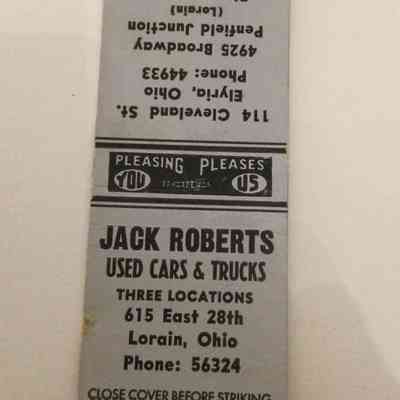 114 Cleveland St.
Elyria, Ohio
Phone: 44933
4925 Broadway
Penfield Junction
(Lorain)
PLEASING PLEASES
YOU US
JACK ROBERTS
USED CARS & TRUCKS
THREE LOCATIONS
615 East 28th
Lorain, Ohio
Phone: 56324
CLOSE COVER BEFORE STRIKING